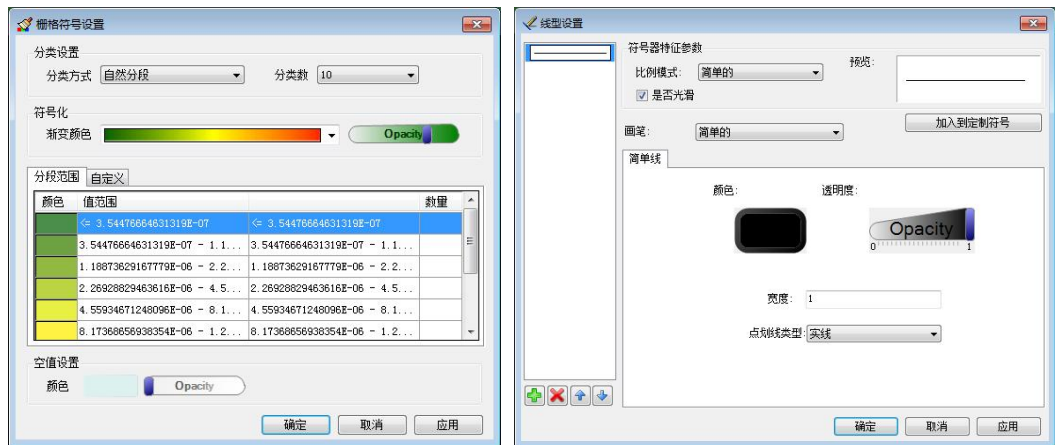 栅格符号设置
分类设置
分类方式 自然分段 分类数 10
符号化
渐变颜色 Opacity
分段范围 自定义
颜色 值范围 数量
<= 3.54476664631319E-07 <= 3.54476664631319E-07
3.54476664631319E-07 - 1.1... 3.54476664631319E-07 - 1.1...
1.18873629167779E-06 - 2.2... 1.18873629167779E-06 - 2.2...
2.26928829463616E-06 - 4.5... 2.26928829463616E-06 - 4.5...
4.55934671248096E-06 - 8.1... 4.55934671248096E-06 - 8.1...
8.17368656938354E-06 - 1.2... 8.17368656938354E-06 - 1.2...
空值设置
颜色 Opacity
确定 取消 应用
线型设置
符号器特征参数
比例模式: 简单的 预览:
是否光滑
加入到定制符号
画笔: 简单的
简单线
颜色: 透明度:
Opacity
0 1
宽度: 1
点划线类型: 实线
确定 取消 应用